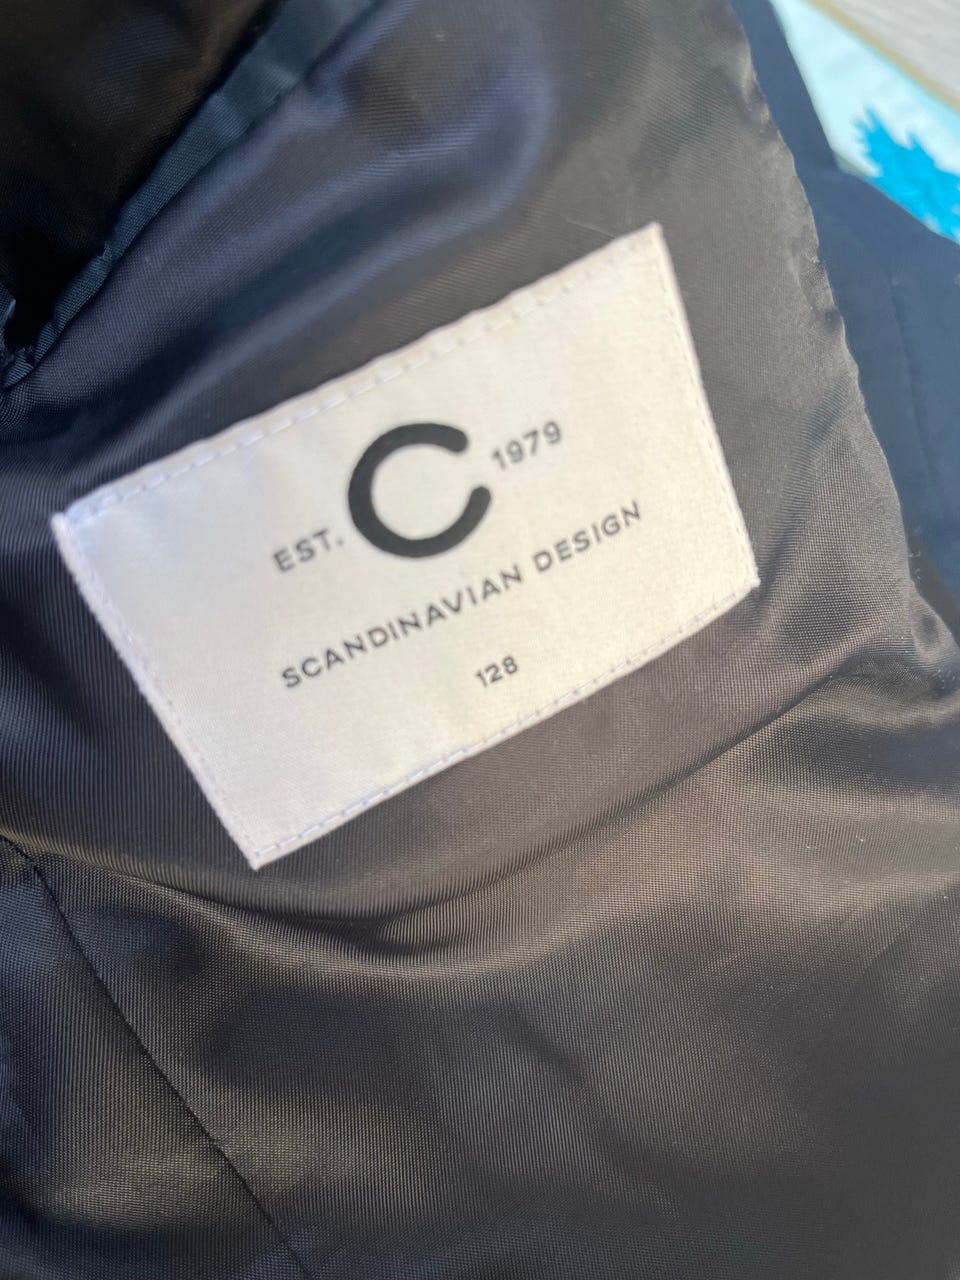 EST. C 1979
SCANDINAVIAN DESIGN
128